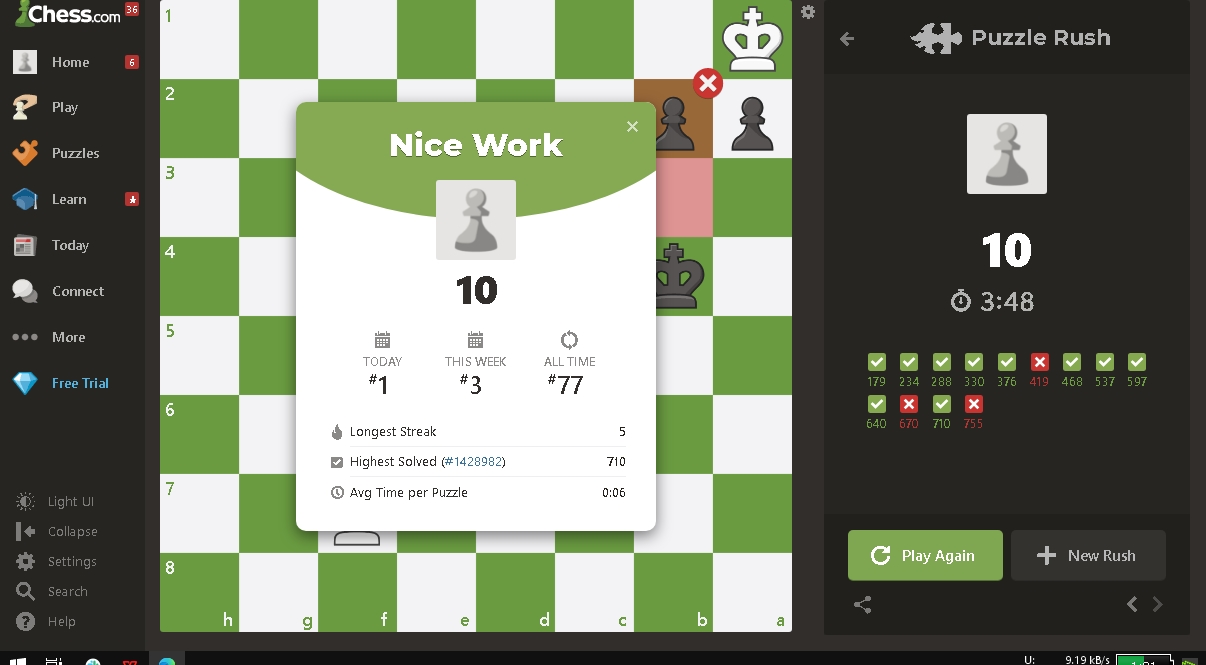 Chess.com
36
Home
6
Play
Puzzles
Learn
Today
Connect
More
Free Trial
Light UI
Collapse
Settings
Search
Help
1
2
3
4
5
6
7
8
h
g
f
e
d
c
b
a
Nice Work
10
TODAY
#1
THIS WEEK
#3
ALL TIME
#77
Longest Streak 5
Highest Solved (#1428982) 710
Avg Time per Puzzle 0:06
Puzzle Rush
10
3:48
179 234 288 330 376 419 468 537 597
640 670 710 755
Play Again
New Rush
U: 9.19 kB/s